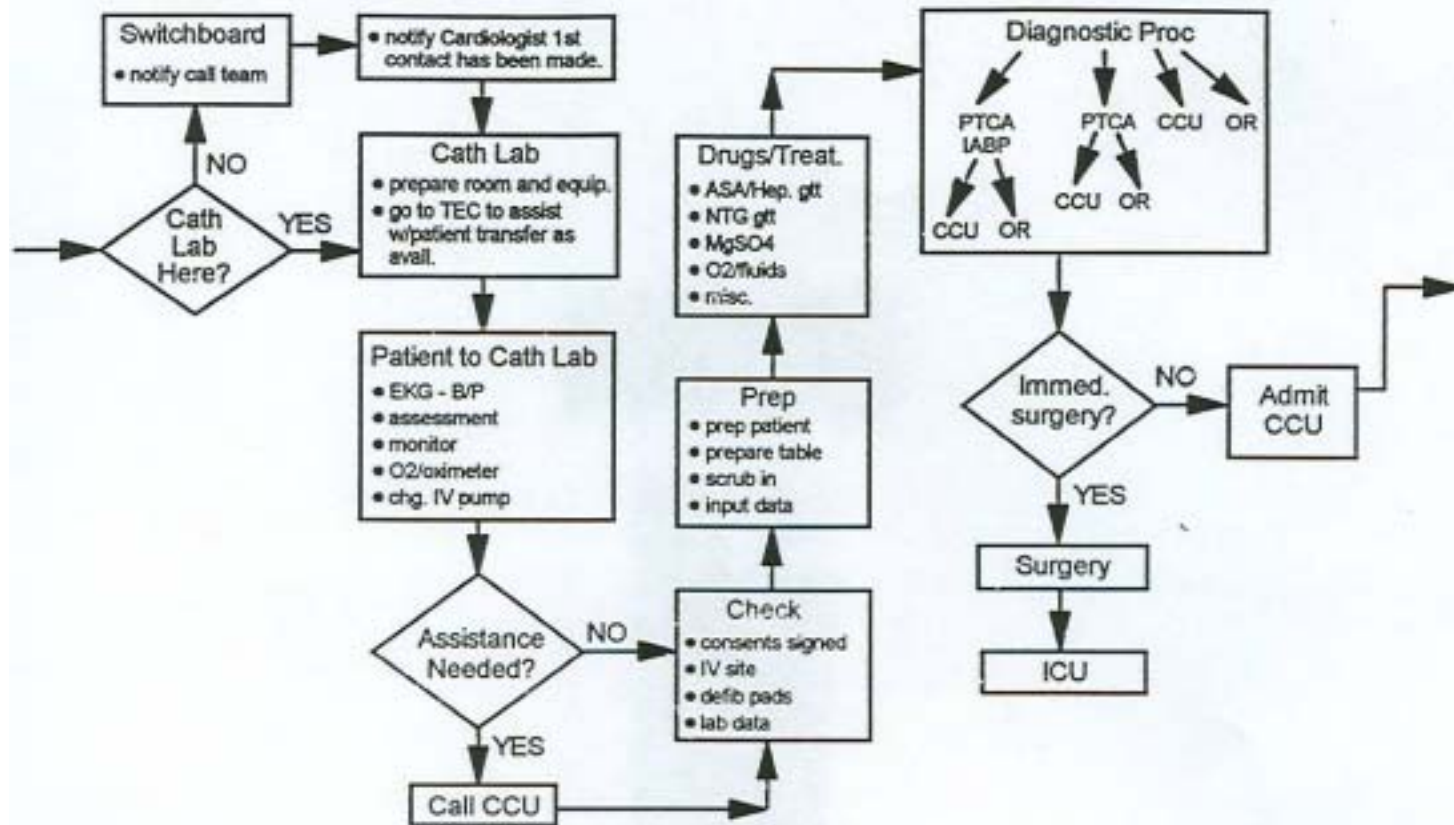 Switchboard
• notify call team
• notify Cardiologist 1st
contact has been made.
NO
Cath
Lab
Here?
YES
Cath Lab
• prepare room and equip.
• go to TEC to assist
w/patient transfer as
avail.
Patient to Cath Lab
• EKG - B/P
• assessment
• monitor
• O2/oximeter
• chg. IV pump
Assistance
Needed?
NO
YES
Call CCU
Check
• consents signed
• IV site
• defib pads
• lab data
Prep
• prep patient
• prepare table
• scrub in
• input data
Drugs/Treat.
• ASA/Hep. gtt
• NTG gtt
• MgSO4
• O2/fluids
• misc.
Diagnostic Proc
PTCA
IABP
PTCA
CCU
OR
CCU
OR
CCU
OR
Immed.
surgery?
NO
Admit
CCU
YES
Surgery
ICU